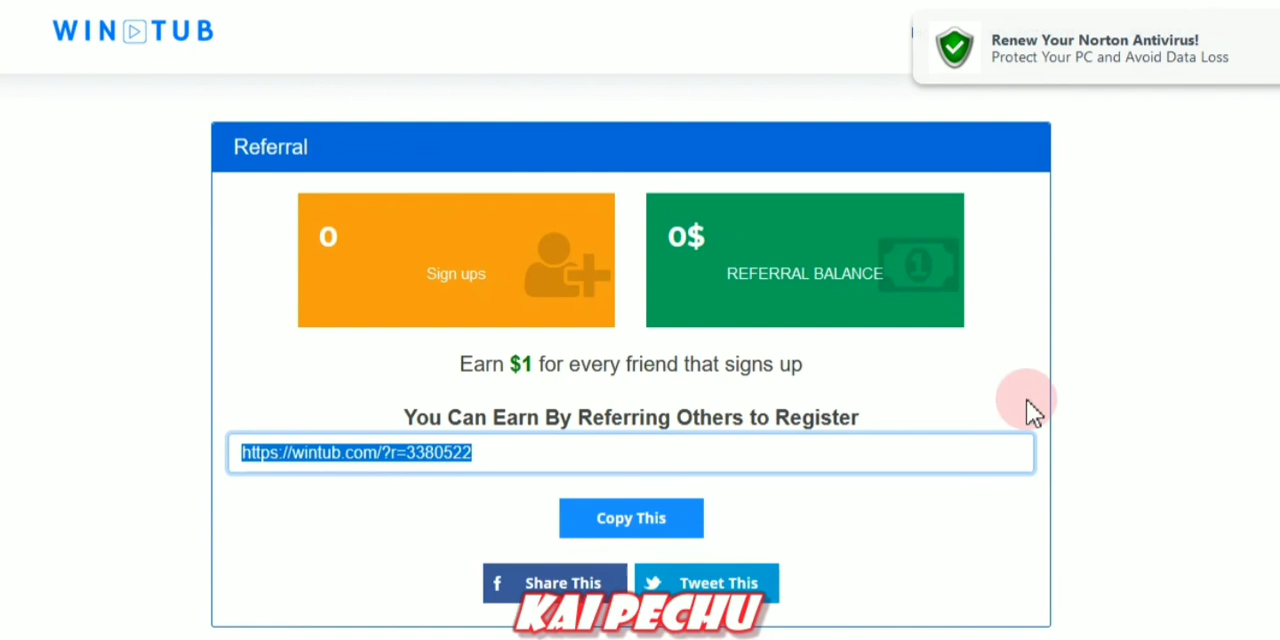 WIN TUB
Renew Your Norton Antivirus!
Protect Your PC and Avoid Data Loss
Referral
0
Sign ups
0$
REFERRAL BALANCE
1
Earn $1 for every friend that signs up
You Can Earn By Referring Others to Register
https://wintub.com/?r=3380522
Copy This
f Share This
Tweet This
KAI PECHU